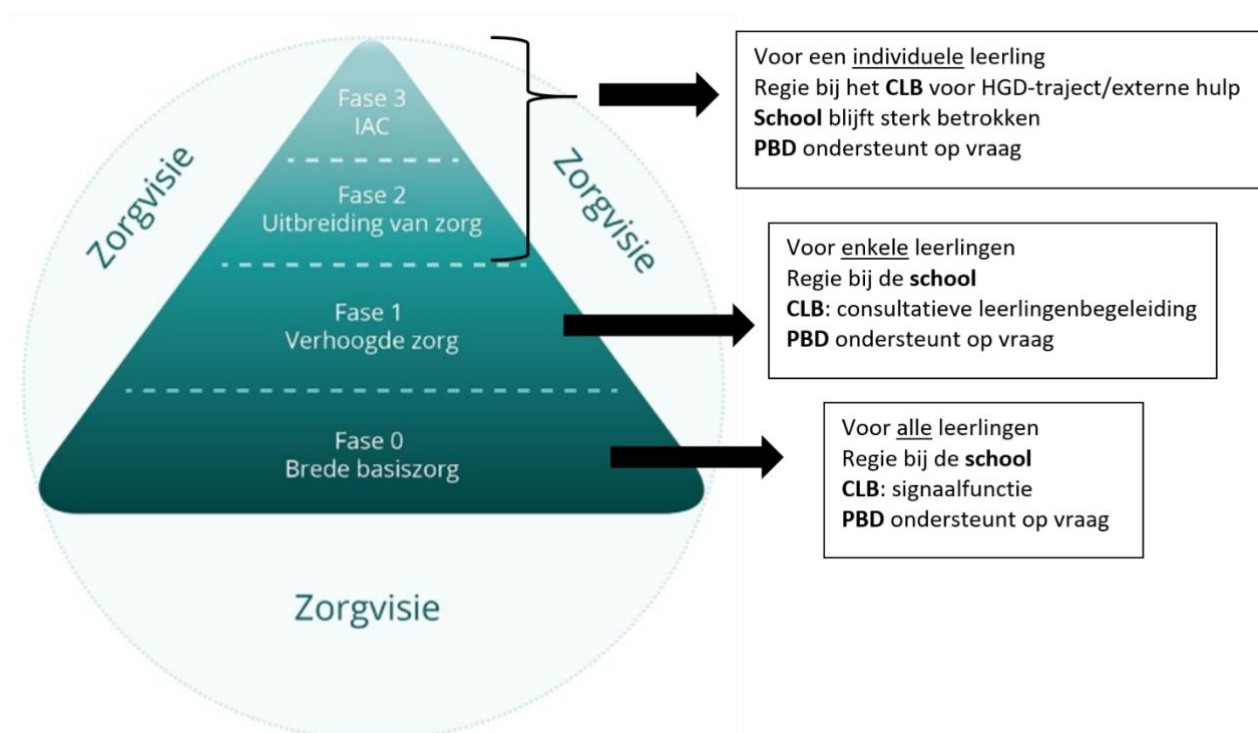 Fase 3
IAC
Fase 2
Uitbreiding van zorg
Fase 1
Verhoogde zorg
Fase 0
Brede basiszorg
Zorgvisie
Zorgvisie
Zorgvisie
Voor een individuele leerling
Regie bij het CLB voor HGD-traject/externe hulp
School blijft sterk betrokken
PBD ondersteunt op vraag
Voor enkele leerlingen
Regie bij de school
CLB: consultatieve leerlingenbegeleiding
PBD ondersteunt op vraag
Voor alle leerlingen
Regie bij de school
CLB: signaalfunctie
PBD ondersteunt op vraag